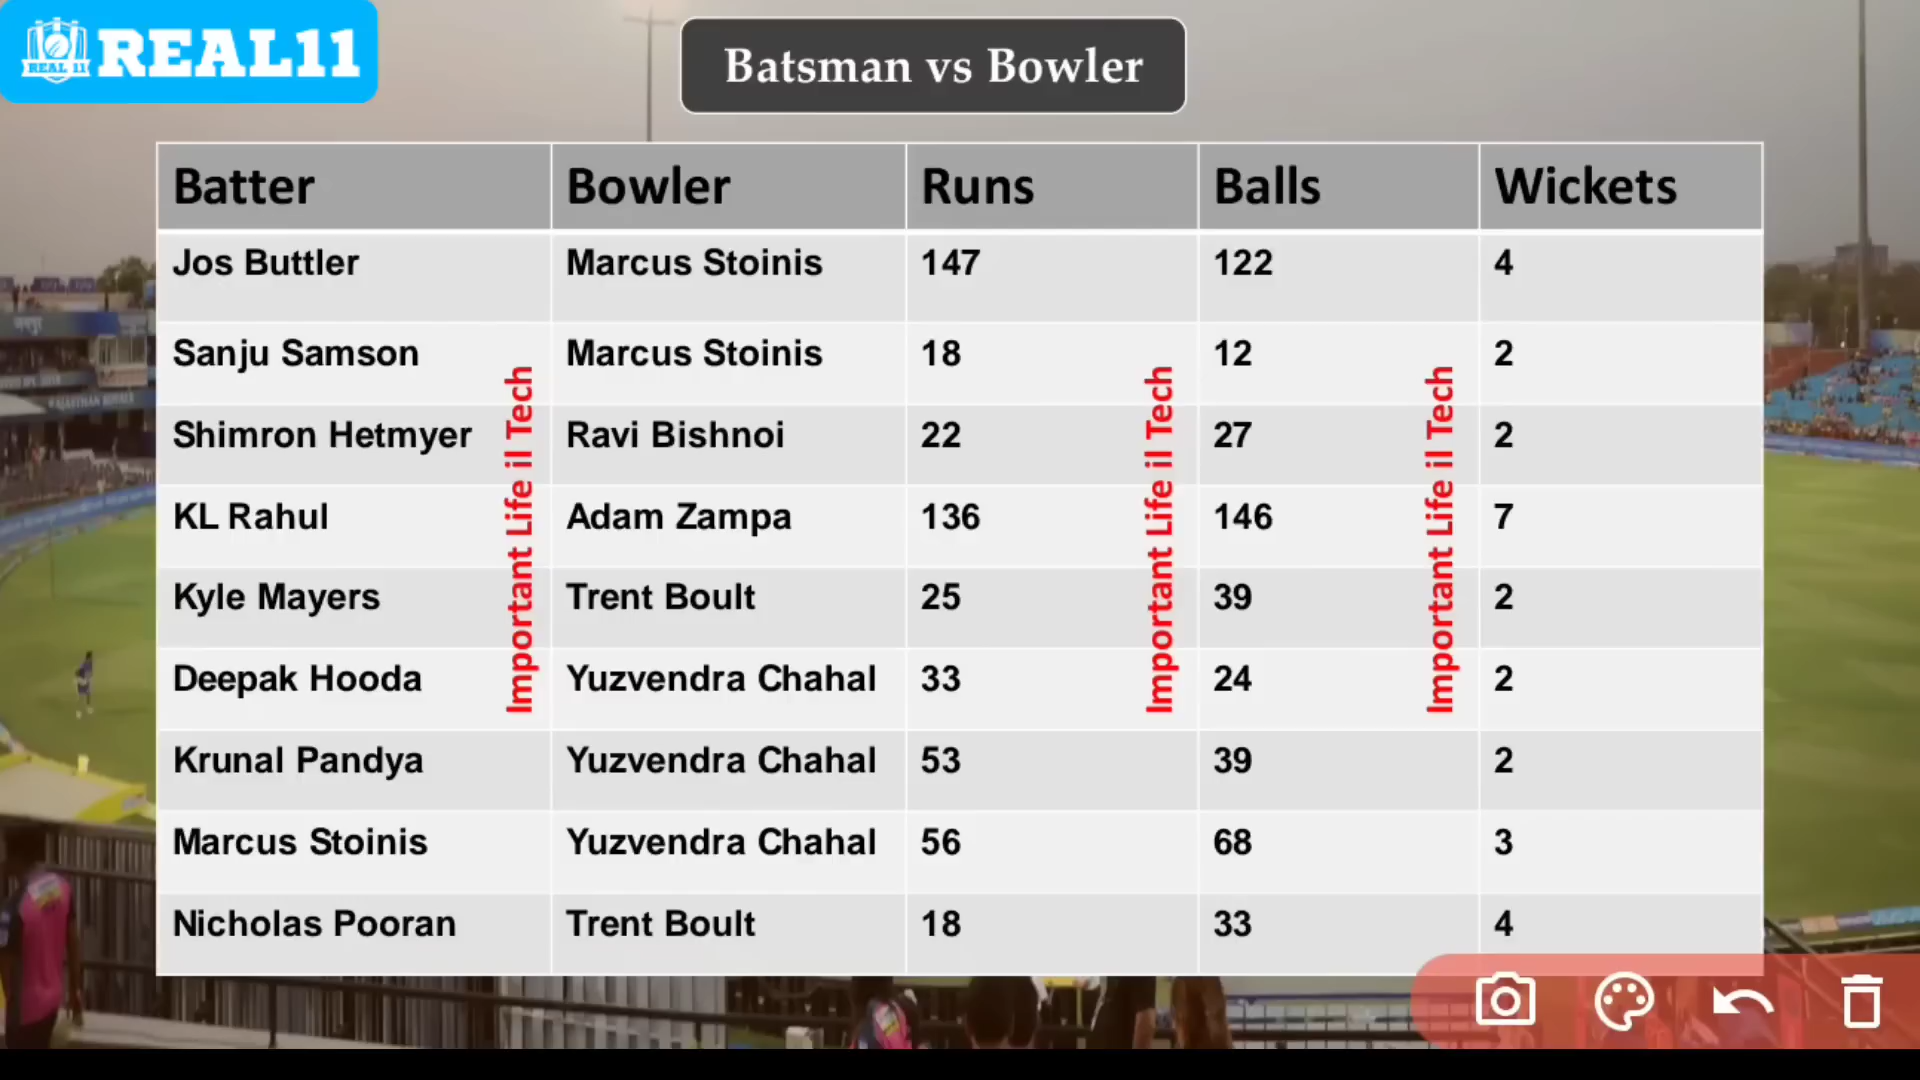 REAL 11 REAL11
Batsman vs Bowler
Batter Bowler Runs Balls Wickets
Jos Buttler Marcus Stoinis 147 122 4
Sanju Samson Marcus Stoinis 18 12 2
Shimron Hetmyer Ravi Bishnoi 22 27 2
KL Rahul Adam Zampa 136 146 7
Kyle Mayers Trent Boult 25 39 2
Deepak Hooda Yuzvendra Chahal 33 24 2
Krunal Pandya Yuzvendra Chahal 53 39 2
Marcus Stoinis Yuzvendra Chahal 56 68 3
Nicholas Pooran Trent Boult 18 33 4
Important Life il Tech
Important Life il Tech
Important Life il Tech